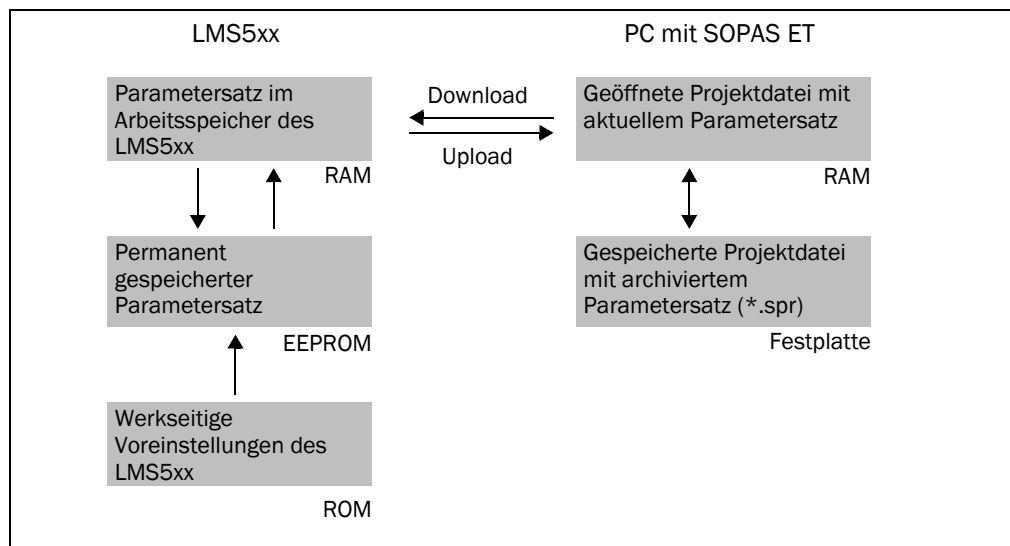 LMS5xx
PC mit SOPAS ET
Parametersatz im
Arbeitsspeicher des
LMS5xx
RAM
Download
Upload
Geöffnete Projektdatei mit
aktuellem Parametersatz
RAM
Permanent
gespeicherter
Parametersatz
EEPROM
Gespeicherte Projektdatei
mit archiviertem
Parametersatz (*.spr)
Festplatte
Werkseitige
Voreinstellungen des
LMS5xx
ROM